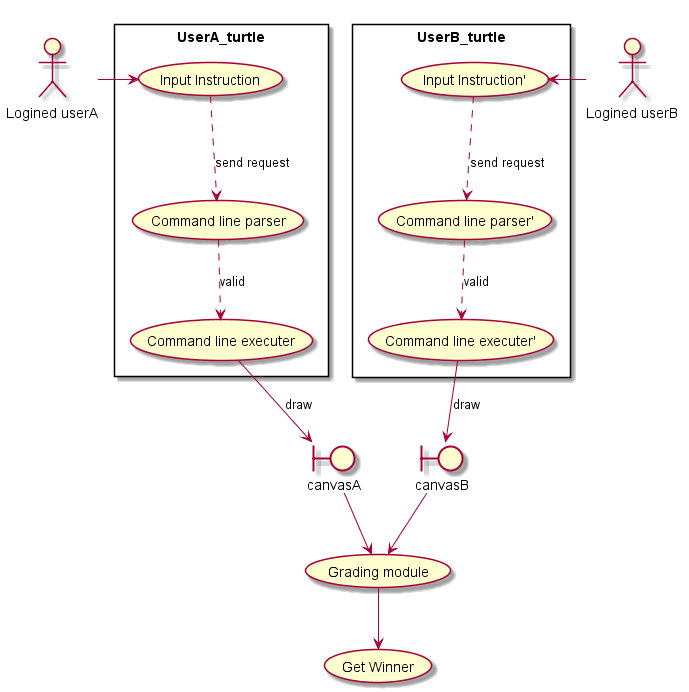 UserA_turtle
UserB_turtle
Logined userA
Input Instruction
Input Instruction'
Logined userB
send request
send request
Command line parser
Command line parser'
valid
valid
Command line executer
Command line executer'
draw
draw
canvasA
canvasB
Grading module
Get Winner